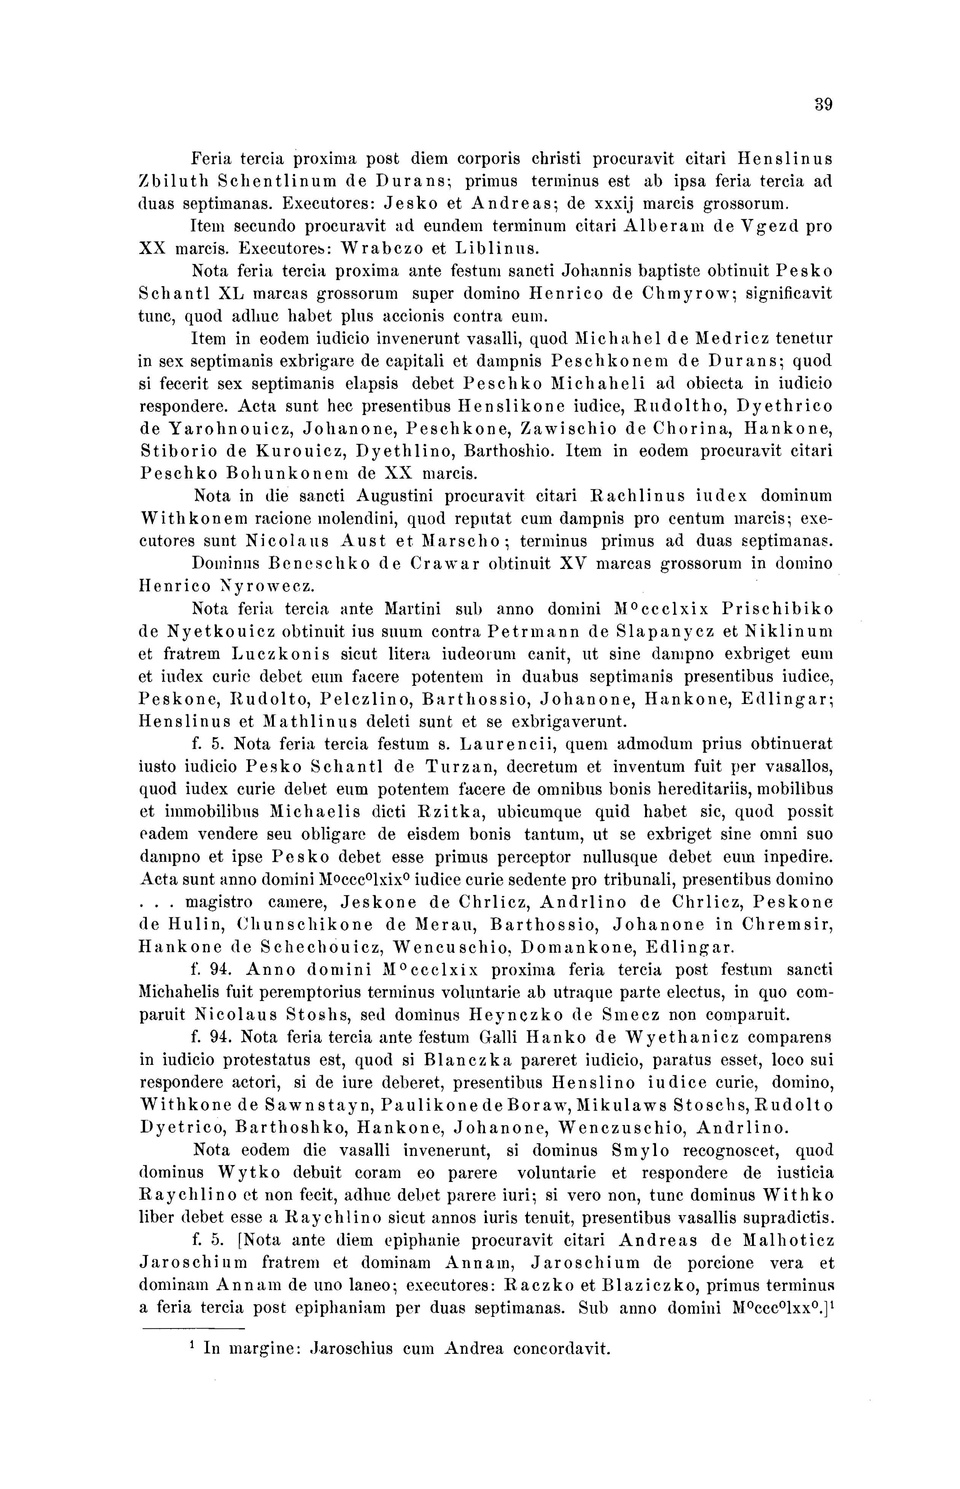 39
Feria tercia proxima post diem corporis christi procuravit citari Henslinus
Zbiluth Schentlinum de Durans; primus terminus est ab ipsa feria tercia ad
duas septimanas. Executores: Jesko et Andreas; de xxxij marcis grossorum.
Item secundo procuravit ad eundem terminum citari Alberam de Vgezd pro
XX marcis. Executores: Wrabczo et Liblinus.
Nota feria tercia proxima ante festum sancti Johannis baptiste obtinuit Pesko
Schantl XL marcas grossorum super domino Henrico de Chmyrow; significavit
tunc, quod adhuc habet plus accionis contra eum.
Item in eodem iudicio invenerunt vasalli, quod Michahel de Medricz tenetur
in sex septimanis exbrigare de capitali et dampnis Peschkonem de Durans; quod
si fecerit sex septimanis elapsis debet Peschko Michaheli ad obiecta in iudicio
respondere. Acta sunt hec presentibus Henslikone iudice, Rudoltho, Dyethrico
de Yarohnouicz, Johanone, Peschkone, Zawischio de Chorina, Hankone,
Stiborio de Kurouicz, Dyethlino, Barthoshio. Item in eodem procuravit citari
Peschko Bohunkonem de XX marcis.
Nota in die sancti Augustini procuravit citari Rachlinus iudex dominum
Withkonem racione molendini, quod reputat cum dampnis pro centum marcis; exe-
cutores sunt Nicolaus Aust et Marscho; terminus primus ad duas septimanas.
Dominus Beneschko de Crawar obtinuit XV marcas grossorum in domino
Henrico Nyrowecz.
Nota feria tercia ante Martini sub anno domini M⁰ccclxix Prischibiko
de Nyetkouicz obtinuit ius suum contra Petrmann de Slapanycz et Niklinum
et fratrem Luczkonis sicut litera iudeorum canit, ut sine dampno exbriget eum
et iudex curie debet eum facere potentem in duabus septimanis presentibus iudice,
Peskone, Rudolto, Pelczlino, Barthossio, Johanone, Hankone, Edlingar;
Henslinus et Mathlinus deleti sunt et se exbrigaverunt.
f. 5. Nota feria tercia festum s. Laurencii, quem admodum prius obtinuerat
iusto iudicio Pesko Schantl de Turzan, decretum et inventum fuit per vasallos,
quod iudex curie debet eum potentem facere de omnibus bonis hereditariis, mobilibus
et immobilibus Michaelis dicti Rzitka, ubicumque quid habet sic, quod possit
eadem vendere seu obligare de eisdem bonis tantum, ut se exbriget sine omni suo
dampno et ipse Pesko debet esse primus perceptor nullusque debet eum inpedire.
Acta sunt anno domini M⁰ccc⁰lxix⁰ iudice curie sedente pro tribunali, presentibus domino
. . . magistro camere, Jeskone de Chrlicz, Andrlino de Chrlicz, Peskone
de Hulin, Chunschikone de Merau, Barthossio, Johanone in Chremsir,
Hankone de Schechouicz, Wencuschio, Domankone, Edlingar.
f. 94. Anno domini M⁰ccclxix proxima feria tercia post festum sancti
Michahelis fuit peremptorius terminus voluntarie ab utraque parte electus, in quo com-
paruit Nicolaus Stoshs, sed dominus Heynczko de Smecz non comparuit.
f. 94. Nota feria tercia ante festum Galli Hanko de Wyethanicz comparens
in iudicio protestatus est, quod si Blanczka pareret iudicio, paratus esset, loco sui
respondere actori, si de iure deberet, presentibus Henslino iudice curie, domino,
Withkone de Sawnstayn, Paulikone de Boraw, Mikulaws Stoschs, Rudolto
Dyetrico, Barthoshko, Hankone, Johanone, Wenczuschio, Andrlino.
Nota eodem die vasalli invenerunt, si dominus Smylo recognoscet, quod
dominus Wytko debuit coram eo parere voluntarie et respondere de iusticia
Raychlino et non fecit, adhuc debet parere iuri; si vero non, tunc dominus Withko
liber debet esse a Raychlino sicut annos iuris tenuit, presentibus vasallis supradictis.
f. 5. [Nota ante diem epiphanie procuravit citari Andreas de Malhoticz
Jaroschium fratrem et dominam Annam, Jaroschium de porcione vera et
dominam Annam de uno laneo; executores: Raczko et Blaziczko, primus terminus
a feria tercia post epiphaniam per duas septimanas. Sub anno domini M⁰ccc⁰lxx⁰.]¹
¹ In margine: Jaroschius cum Andrea concordavit.